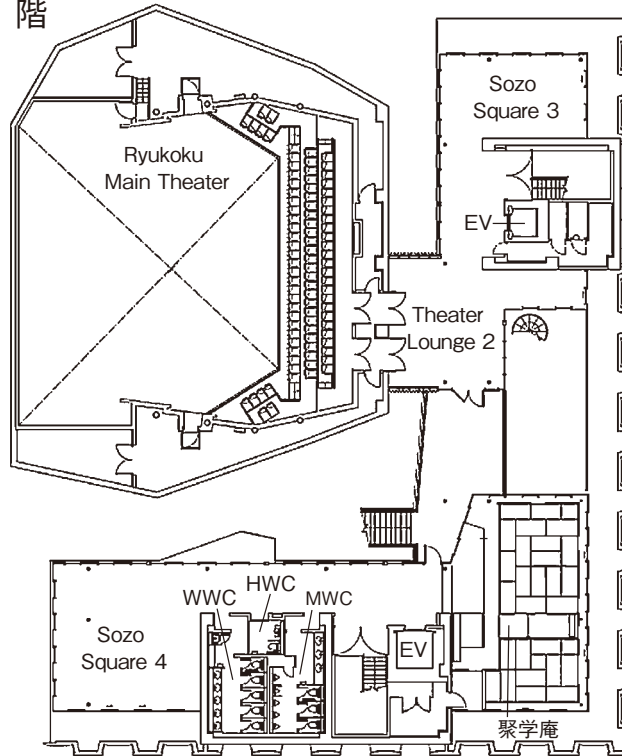 階
Sozo
Square 3
Ryukoku
Main Theater
EV
Theater
Lounge 2
HWC
WWC
MWC
Sozo
Square 4
EV
聚学庵